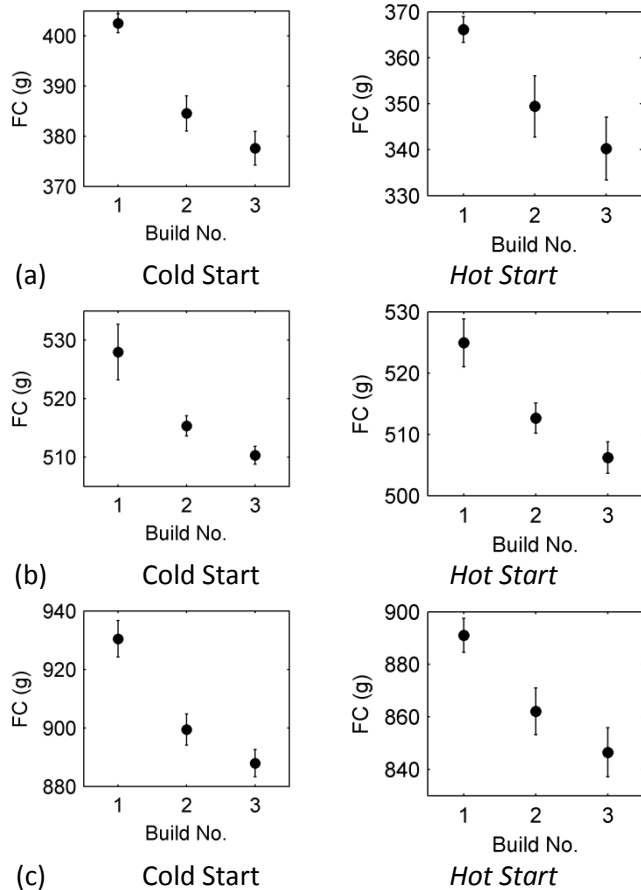 FC (g)
400
390
380
370
1 2 3
Build No.
FC (g)
370
360
350
340
330
1 2 3
Build No.
(a) Cold Start Hot Start
FC (g)
530
520
510
1 2 3
Build No.
FC (g)
530
520
510
500
1 2 3
Build No.
(b) Cold Start Hot Start
FC (g)
940
920
900
880
1 2 3
Build No.
FC (g)
900
880
860
840
1 2 3
Build No.
(c) Cold Start Hot Start